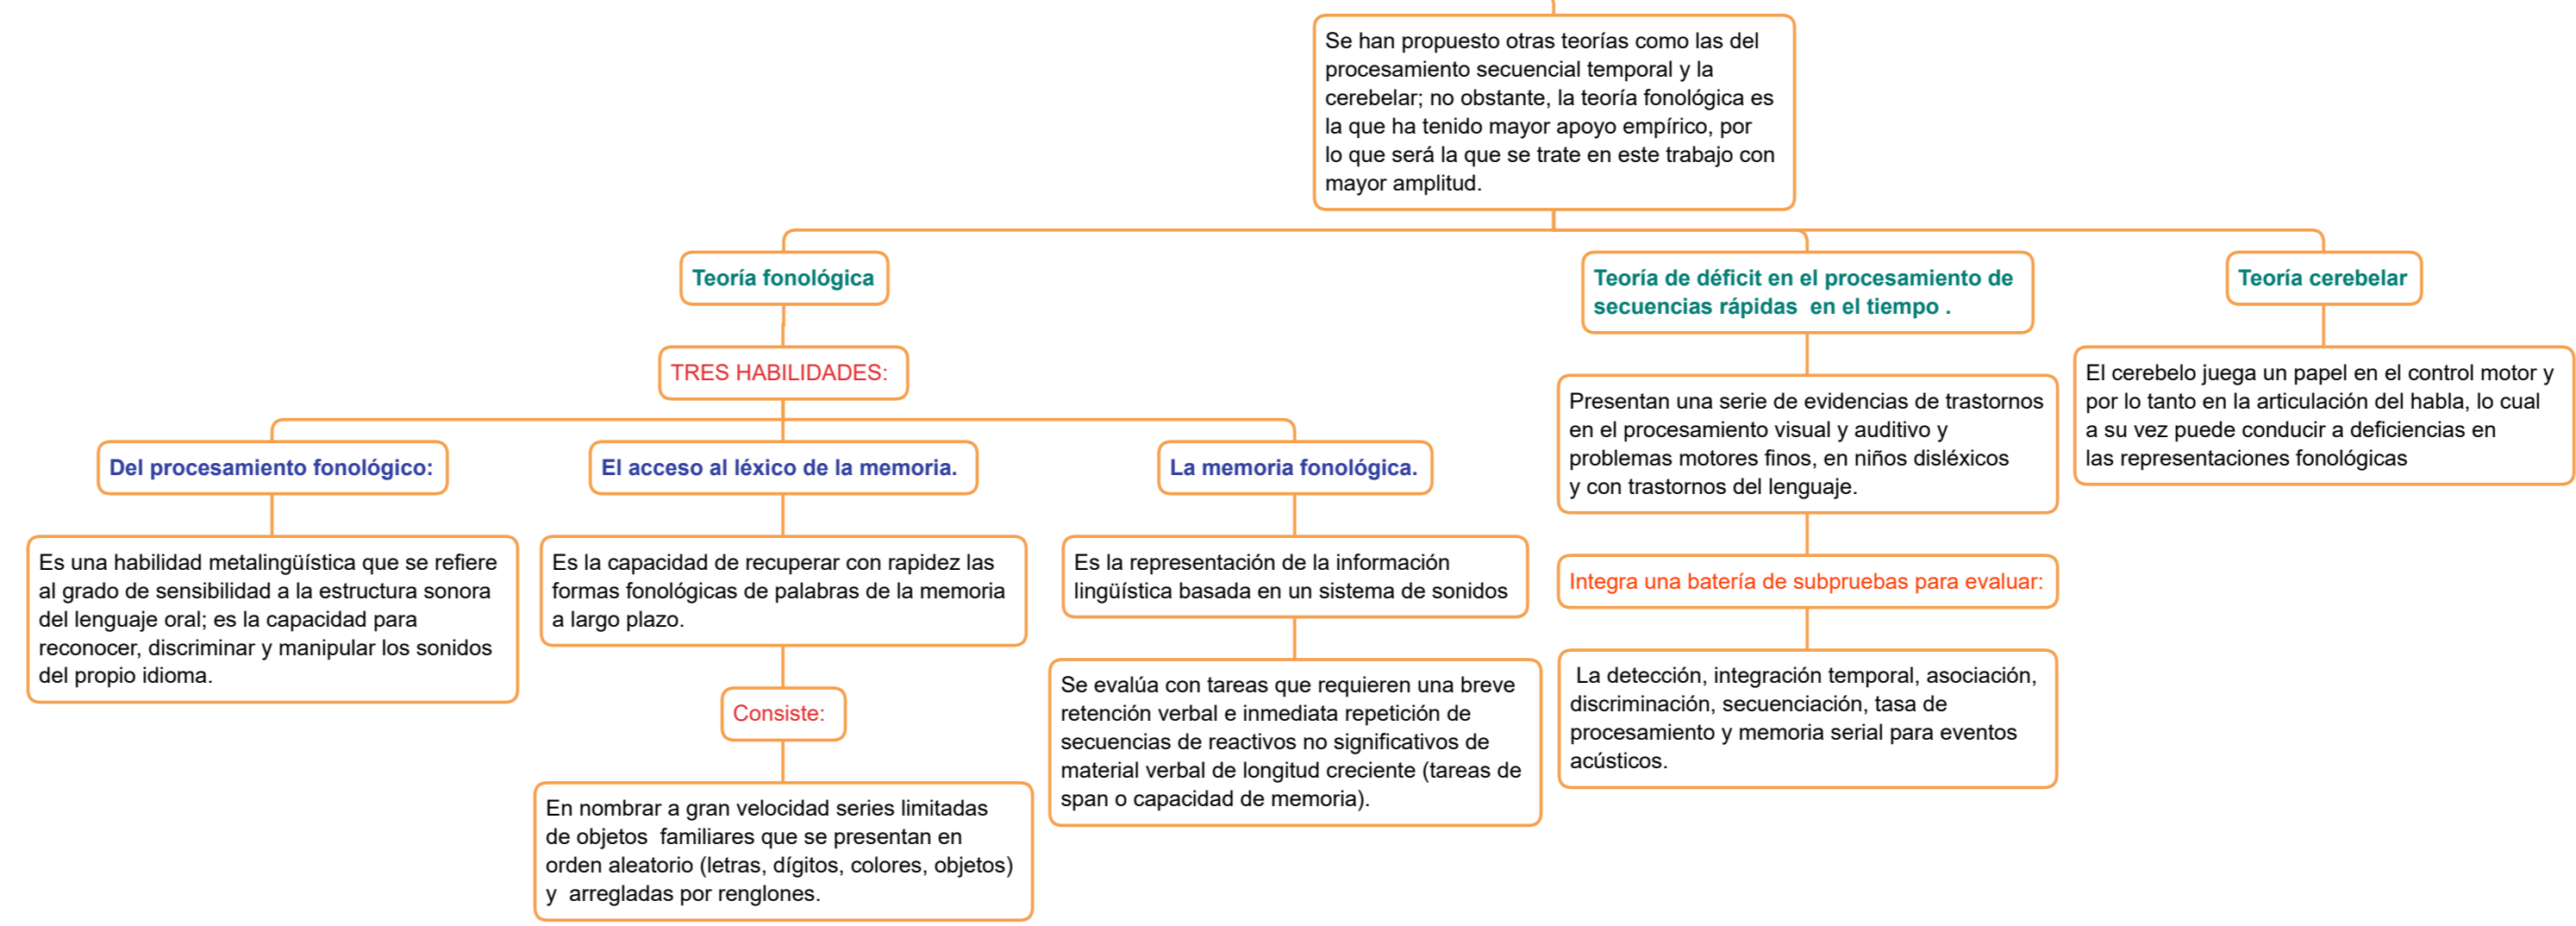 Se han propuesto otras teorías como las del
procesamiento secuencial temporal y la
cerebelar; no obstante, la teoría fonológica es
la que ha tenido mayor apoyo empírico, por
lo que será la que se trate en este trabajo con
mayor amplitud.
Teoría fonológica
TRES HABILIDADES:
Del procesamiento fonológico:
Es una habilidad metalingüística que se refiere
al grado de sensibilidad a la estructura sonora
del lenguaje oral; es la capacidad para
reconocer, discriminar y manipular los sonidos
del propio idioma.
El acceso al léxico de la memoria.
Es la capacidad de recuperar con rapidez las
formas fonológicas de palabras de la memoria
a largo plazo.
Consiste:
En nombrar a gran velocidad series limitadas
de objetos familiares que se presentan en
orden aleatorio (letras, dígitos, colores, objetos)
y arregladas por renglones.
La memoria fonológica.
Es la representación de la información
lingüística basada en un sistema de sonidos
Se evalúa con tareas que requieren una breve
retención verbal e inmediata repetición de
secuencias de reactivos no significativos de
material verbal de longitud creciente (tareas de
span o capacidad de memoria).
Teoría de déficit en el procesamiento de
secuencias rápidas en el tiempo .
Presentan una serie de evidencias de trastornos
en el procesamiento visual y auditivo y
problemas motores finos, en niños disléxicos
y con trastornos del lenguaje.
Integra una batería de subpruebas para evaluar:
La detección, integración temporal, asociación,
discriminación, secuenciación, tasa de
procesamiento y memoria serial para eventos
acústicos.
Teoría cerebelar
El cerebelo juega un papel en el control motor y
por lo tanto en la articulación del habla, lo cual
a su vez puede conducir a deficiencias en
las representaciones fonológicas